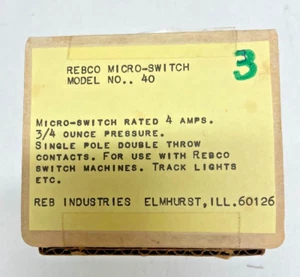 REBCO MICRO-SWITCH
MODEL NO.. 40
3
MICRO-SWITCH RATED 4 AMPS.
3/4 OUNCE PRESSURE.
SINGLE POLE DOUBLE THROW
CONTACTS. FOR USE WITH REBCO
SWITCH MACHINES. TRACK LIGHTS
ETC.
REB INDUSTRIES ELMHURST,ILL.60126